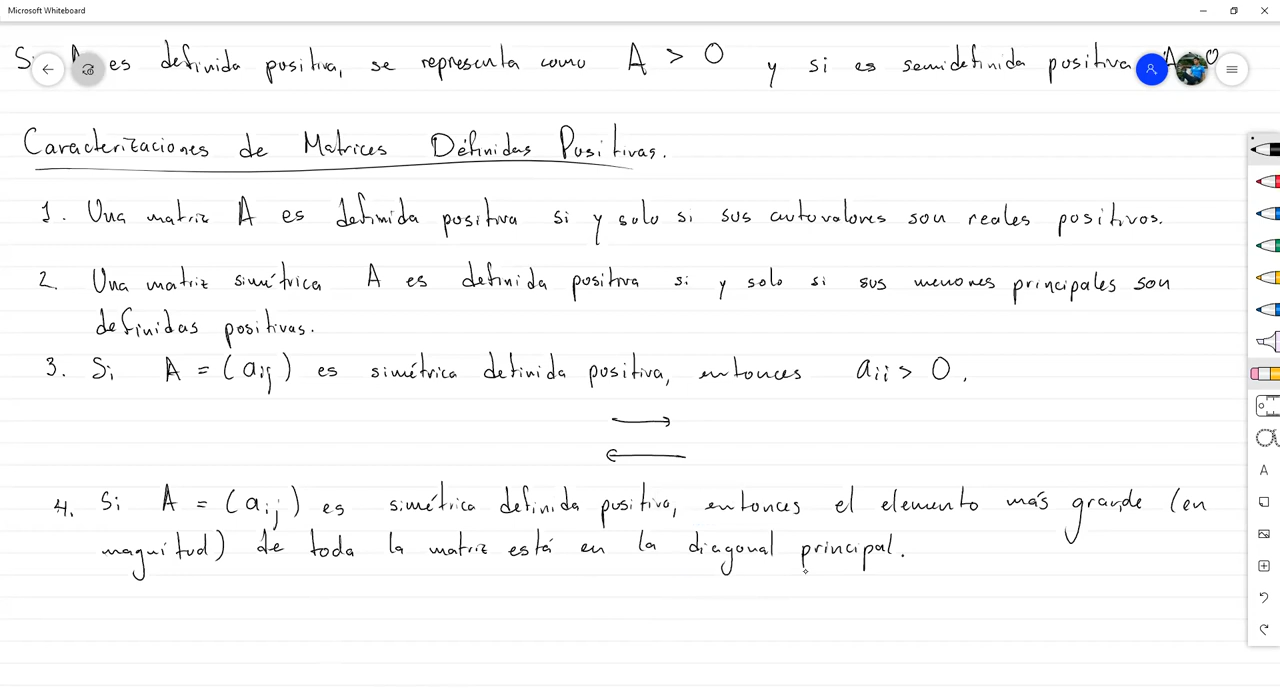 Microsoft Whiteboard
es definida positiva, se representa como A > 0 y si es semidefinida positiva
Caracterizaciones de Matrices Definidas Positivas.
1. Una matriz A es definida positiva si y solo si sus autovalores son reales positivos.
2. Una matriz simétrica A es definida positiva si y solo si sus menores principales son
definidas positivas.
3. Si A = (aij) es simétrica definida positiva, entonces aii > 0.
4. Si A = (aij) es simétrica definida positiva, entonces el elemento más grande (en
magnitud) de toda la matriz está en la diagonal principal.